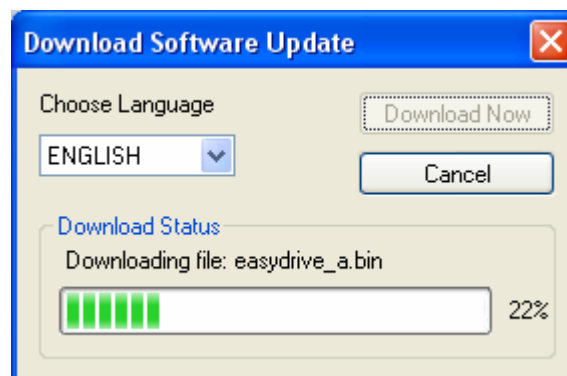 Download Software Update
Choose Language
Download Now
ENGLISH
Cancel
Download Status
Downloading file: easydrive_a.bin
22%